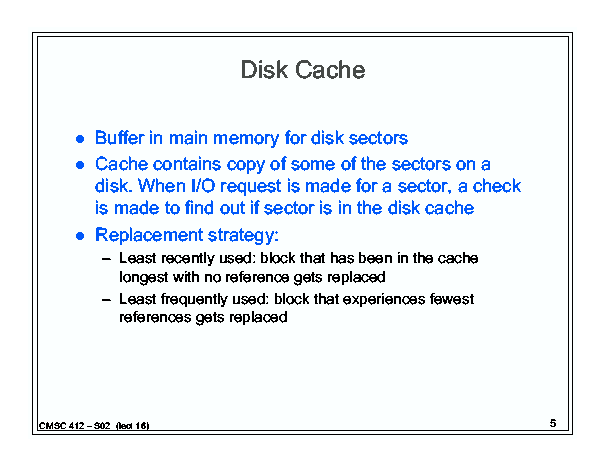 Disk Cache
● Buffer in main memory for disk sectors
● Cache contains copy of some of the sectors on a
disk. When I/O request is made for a sector, a check
is made to find out if sector is in the disk cache
● Replacement strategy:
– Least recently used: block that has been in the cache
longest with no reference gets replaced
– Least frequently used: block that experiences fewest
references gets replaced
CMSC 412 – S02 (lect 16)
5